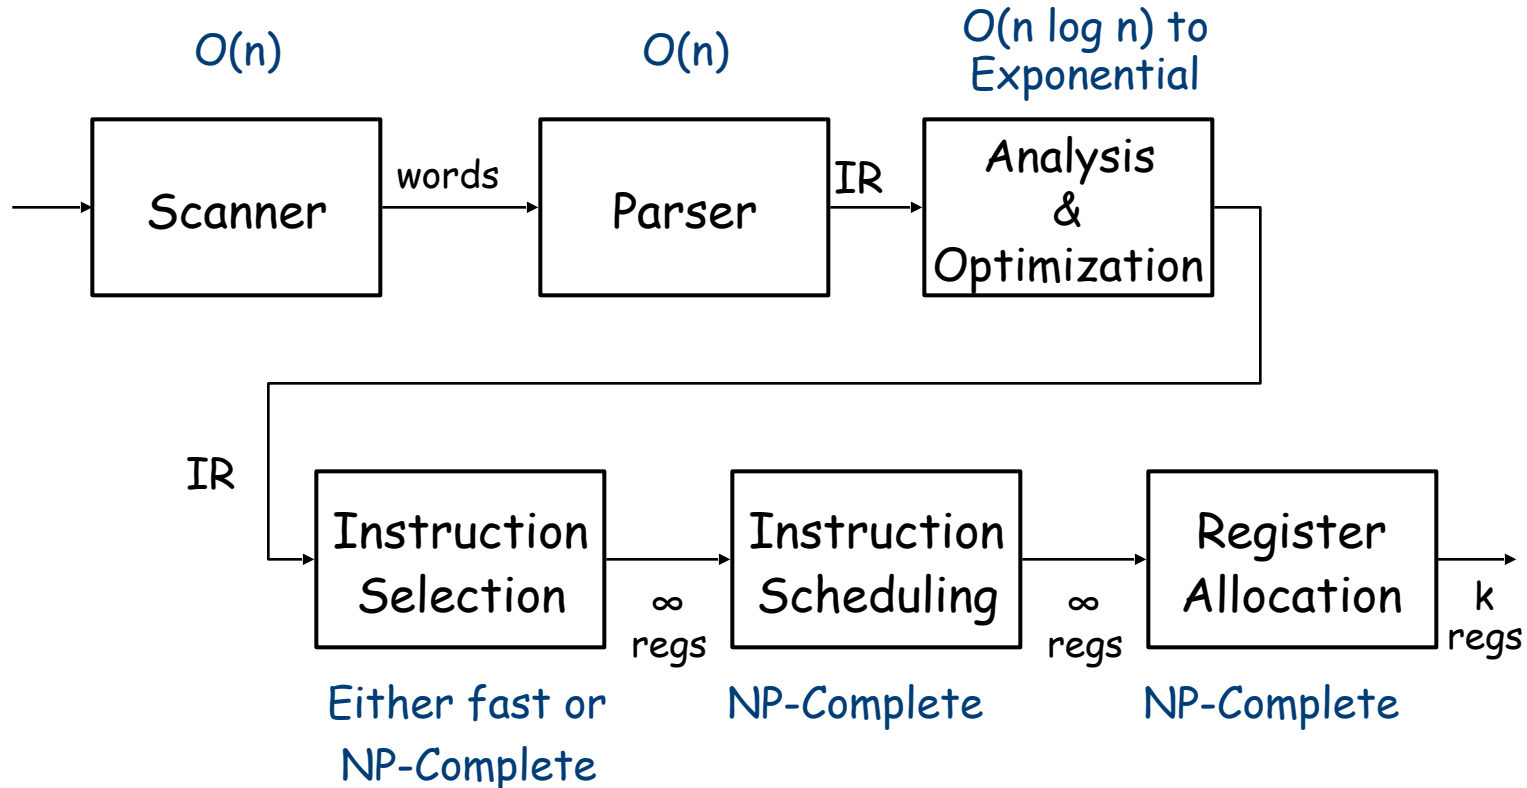 O(n)
O(n)
O(n log n) to
Exponential
Scanner
words
Parser
IR
Analysis
&
Optimization
IR
Instruction
Selection
∞
regs
Instruction
Scheduling
∞
regs
Register
Allocation
k
regs
Either fast or
NP-Complete
NP-Complete
NP-Complete